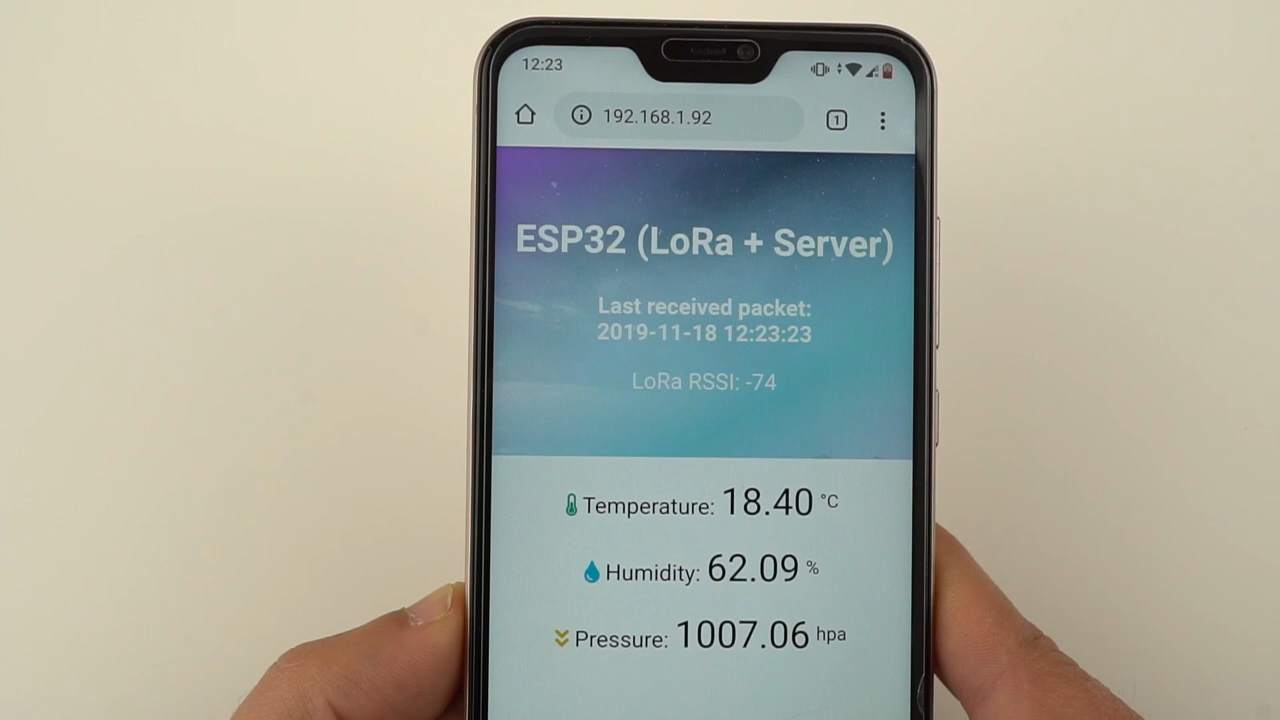 12:23
192.168.1.92
1
ESP32 (LoRa + Server)
Last received packet:
2019-11-18 12:23:23
LoRa RSSI: -74
Temperature: 18.40 °C
Humidity: 62.09 %
Pressure: 1007.06 hpa